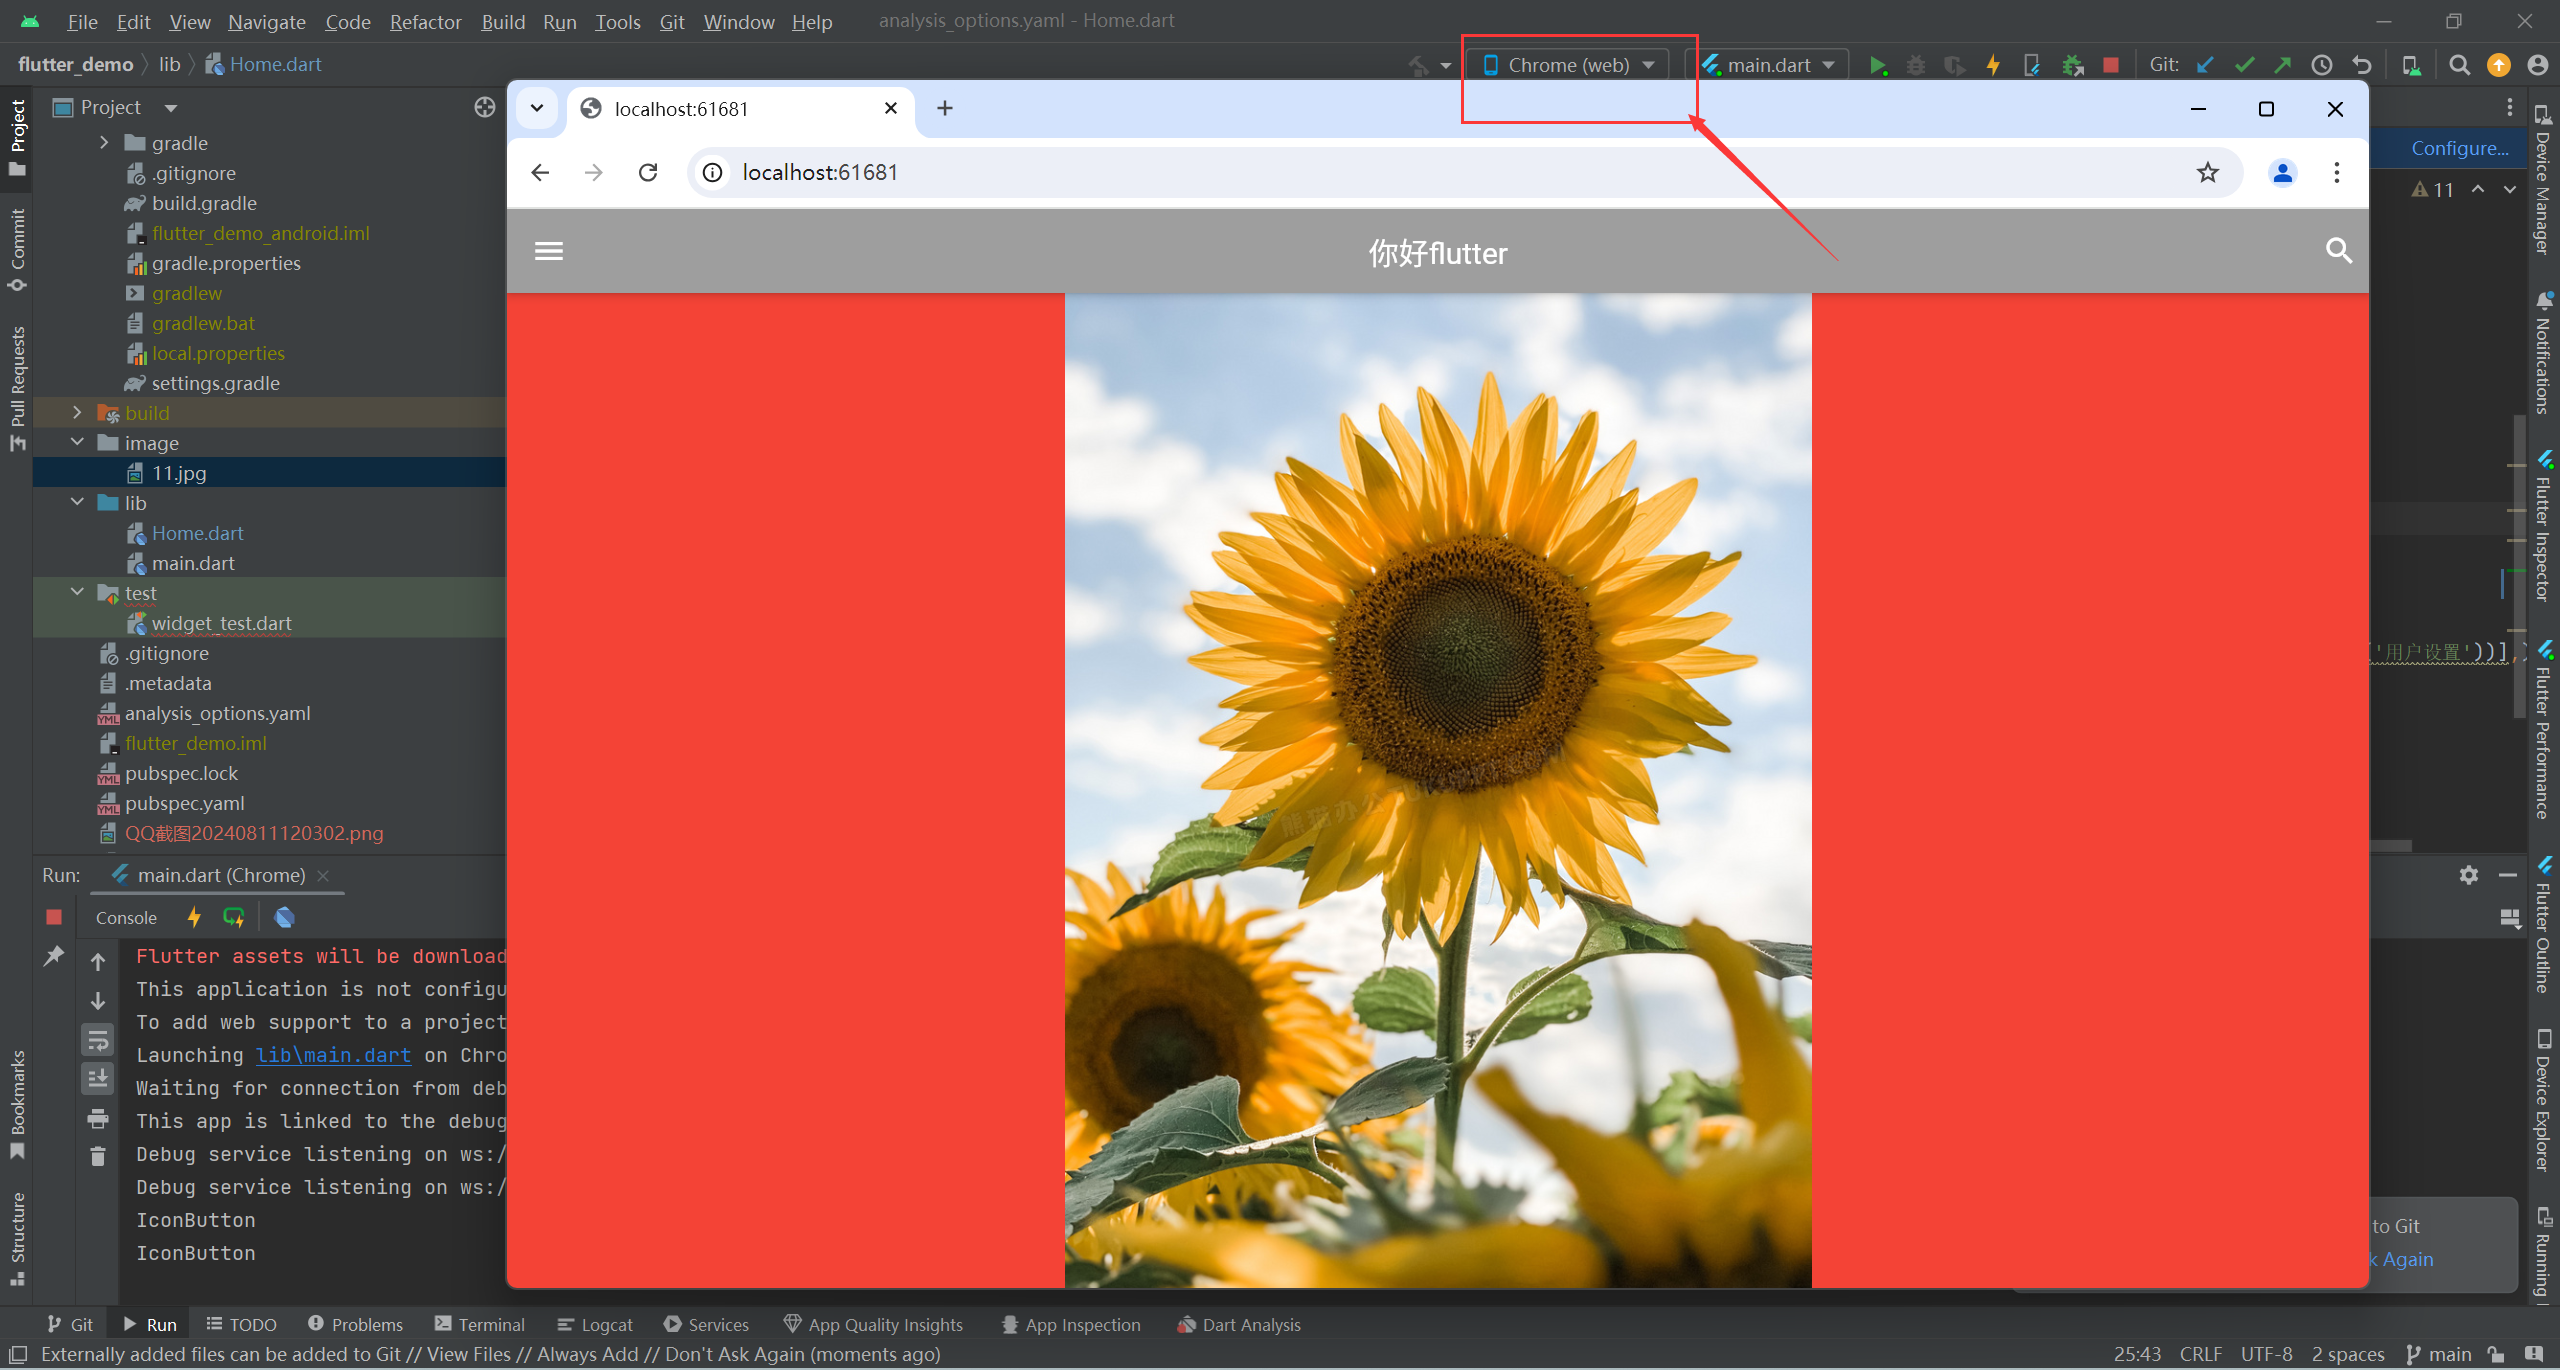 File Edit View Navigate Code Refactor Build Run Tools Git Window Help analysis_options.yaml - Home.dart
flutter_demo lib Home.dart Chrome (web) main.dart Git:
Project
gradle
.gitignore
build.gradle
flutter_demo_android.iml
gradle.properties
gradlew
gradlew.bat
local.properties
settings.gradle
build
image
11.jpg
lib
Home.dart
main.dart
test
widget_test.dart
.gitignore
.metadata
analysis_options.yaml
flutter_demo.iml
pubspec.lock
pubspec.yaml
QQ截图20240811120302.png
Project
Commit
Pull Requests
Bookmarks
Structure
localhost:61681
localhost:61681
你好flutter
熊猫办公
Configure...
11
'用户设置'))],
Device Manager
Notifications
Flutter Inspector
Flutter Performance
Flutter Outline
Device Explorer
Running
Run: main.dart (Chrome)
Console
Flutter assets will be download
This application is not configu
To add web support to a project
Launching lib\main.dart on Chro
Waiting for connection from deb
This app is linked to the debug
Debug service listening on ws:/
Debug service listening on ws:/
IconButton
IconButton
to Git
k Again
Git Run TODO Problems Terminal Logcat Services App Quality Insights App Inspection Dart Analysis
Externally added files can be added to Git // View Files // Always Add // Don't Ask Again (moments ago) 25:43 CRLF UTF-8 2 spaces main